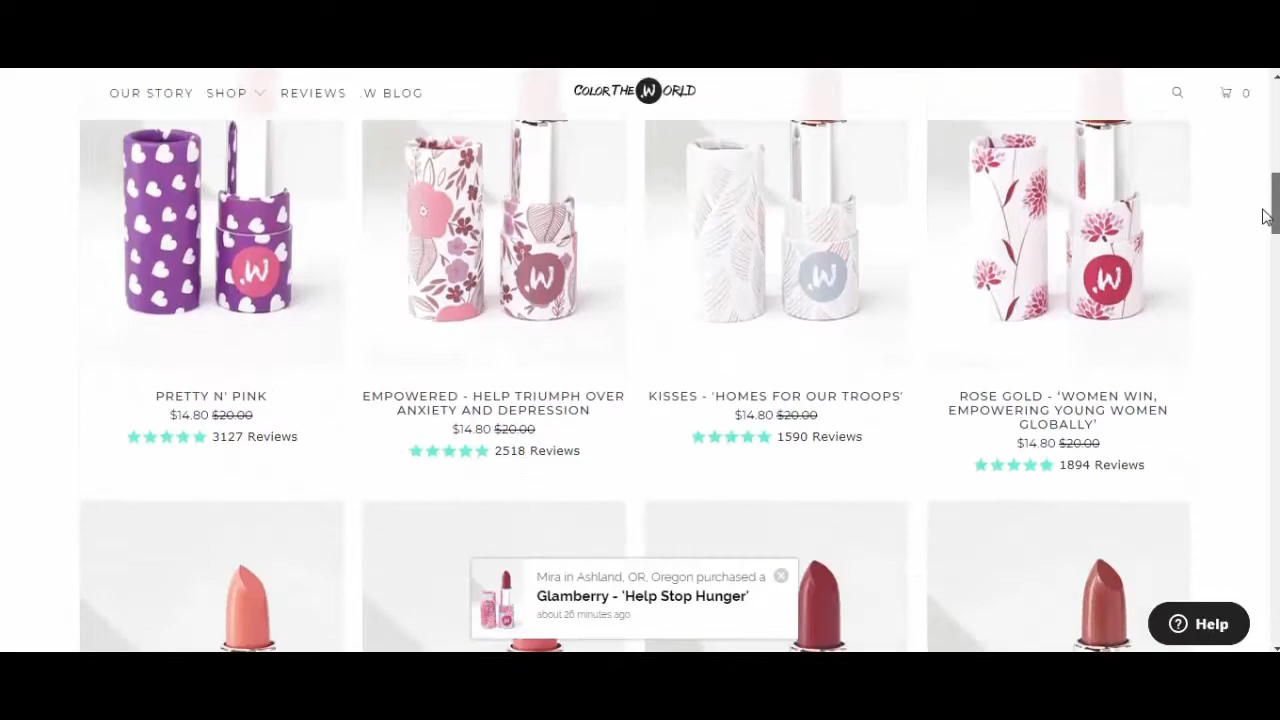 OUR STORY SHOP REVIEWS .W BLOG
COLORTHE.WORLD
0
.W
.W
.W
.W
PRETTY N' PINK
$14.80 $20.00
3127 Reviews
EMPOWERED - HELP TRIUMPH OVER
ANXIETY AND DEPRESSION
$14.80 $20.00
2518 Reviews
KISSES - 'HOMES FOR OUR TROOPS'
$14.80 $20.00
1590 Reviews
ROSE GOLD - ‘WOMEN WIN,
EMPOWERING YOUNG WOMEN
GLOBALLY’
$14.80 $20.00
1894 Reviews
Mira in Ashland, OR, Oregon purchased a
Glamberry - 'Help Stop Hunger'
about 26 minutes ago
? Help